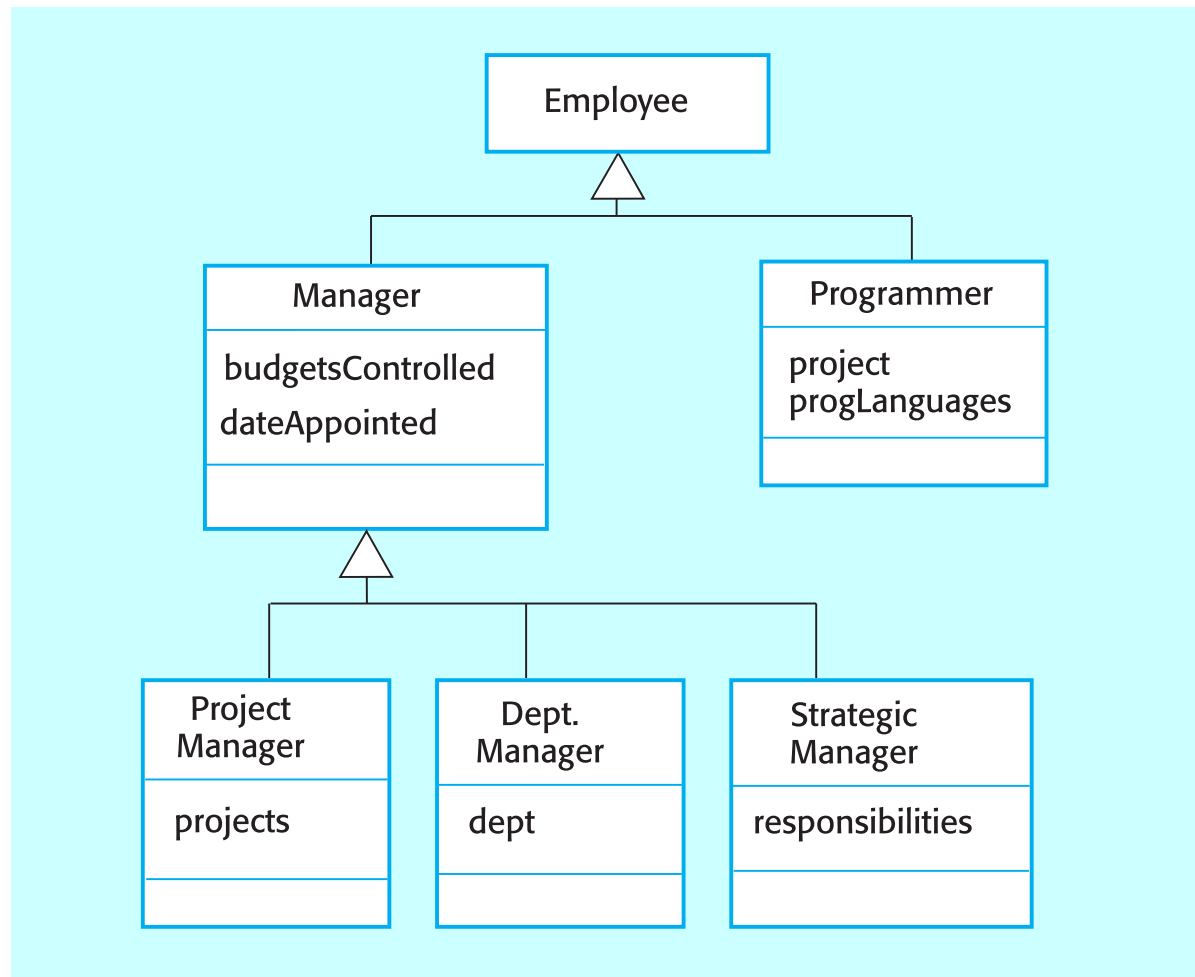 Employee
Manager
budgetsControlled
dateAppointed
Programmer
project
progLanguages
Project
Manager
projects
Dept.
Manager
dept
Strategic
Manager
responsibilities